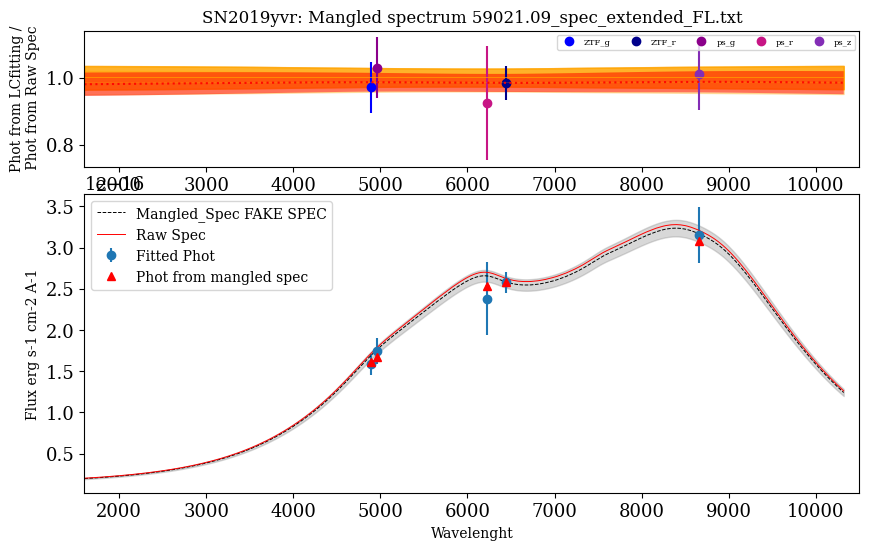 SN2019yvr: Mangled spectrum 59021.09_spec_extended_FL.txt
Phot from LCfitting /
Phot from Raw Spec
1.0
0.8
ZTF_g ZTF_r ps_g ps_r ps_z
2000 3000 4000 5000 6000 7000 8000 9000 10000
1e−16
3.5
3.0
2.5
2.0
1.5
1.0
0.5
Flux erg s-1 cm-2 A-1
Mangled_Spec FAKE SPEC
Raw Spec
Fitted Phot
Phot from mangled spec
2000 3000 4000 5000 6000 7000 8000 9000 10000
Wavelenght